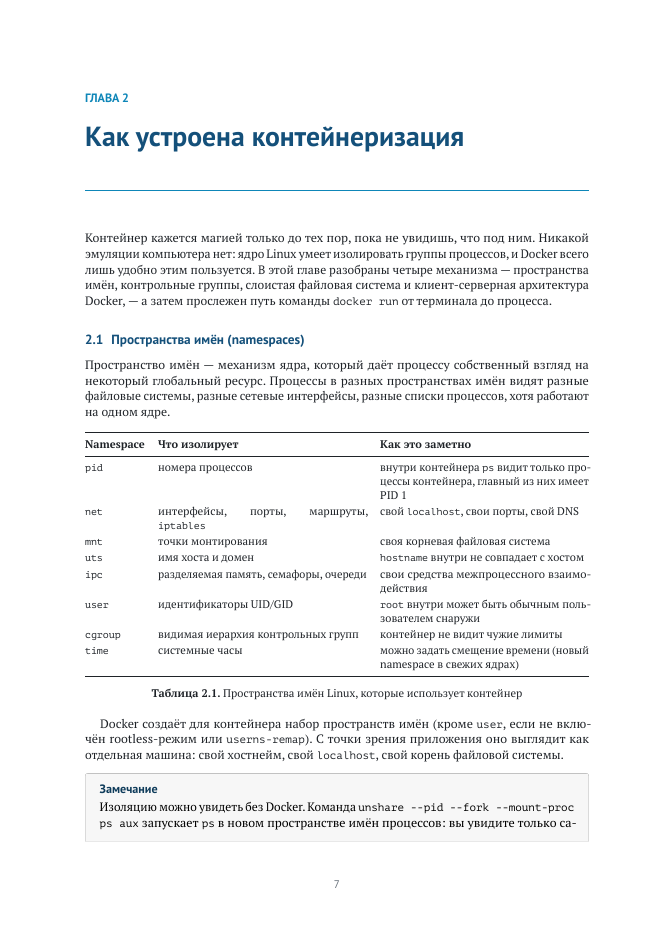 ГЛАВА 2
Как устроена контейнеризация
Контейнер кажется магией только до тех пор, пока не увидишь, что под ним. Никакой
эмуляции компьютера нет: ядро Linux умеет изолировать группы процессов, и Docker всего
лишь удобно этим пользуется. В этой главе разобраны четыре механизма — пространства
имён, контрольные группы, слоистая файловая система и клиент-серверная архитектура
Docker, — а затем прослежен путь команды docker run от терминала до процесса.
2.1 Пространства имён (namespaces)
Пространство имён — механизм ядра, который даёт процессу собственный взгляд на
некоторый глобальный ресурс. Процессы в разных пространствах имён видят разные
файловые системы, разные сетевые интерфейсы, разные списки процессов, хотя работают
на одном ядре.
Namespace Что изолирует Как это заметно
pid номера процессов внутри контейнера ps видит только про-
цессы контейнера, главный из них имеет
PID 1
net интерфейсы, порты, маршруты, свой localhost, свои порты, свой DNS
iptables
mnt точки монтирования своя корневая файловая система
uts имя хоста и домен hostname внутри не совпадает с хостом
ipc разделяемая память, семафоры, очереди свои средства межпроцессного взаимо-
действия
user идентификаторы UID/GID root внутри может быть обычным поль-
зователем снаружи
cgroup видимая иерархия контрольных групп контейнер не видит чужие лимиты
time системные часы можно задать смещение времени (новый
namespace в свежих ядрах)
Таблица 2.1. Пространства имён Linux, которые использует контейнер
Docker создаёт для контейнера набор пространств имён (кроме user, если не вклю-
чён rootless-режим или userns-remap). С точки зрения приложения оно выглядит как
отдельная машина: свой хостнейм, свой localhost, свой корень файловой системы.
Замечание
Изоляцию можно увидеть без Docker. Команда unshare --pid --fork --mount-proc
ps aux запускает ps в новом пространстве имён процессов: вы увидите только са-
7